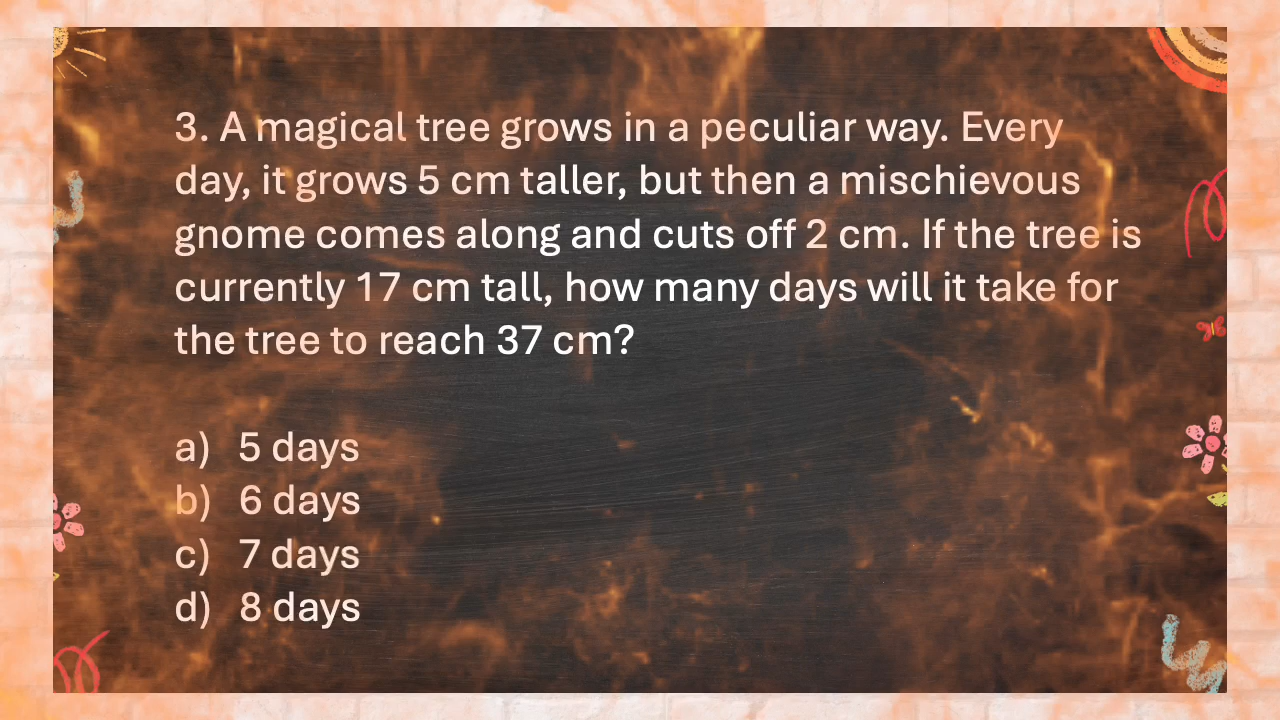 3. A magical tree grows in a peculiar way. Every
day, it grows 5 cm taller, but then a mischievous
gnome comes along and cuts off 2 cm. If the tree is
currently 17 cm tall, how many days will it take for
the tree to reach 37 cm?
a) 5 days
b) 6 days
c) 7 days
d) 8 days